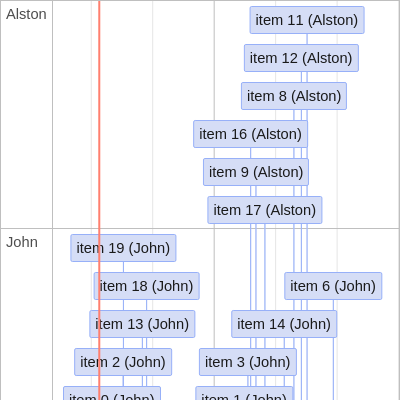 Alston
item 11 (Alston)
item 12 (Alston)
item 8 (Alston)
item 16 (Alston)
item 9 (Alston)
item 17 (Alston)
John
item 19 (John)
item 18 (John)
item 6 (John)
item 13 (John)
item 14 (John)
item 2 (John)
item 3 (John)
item 0 (John)
item 1 (John)